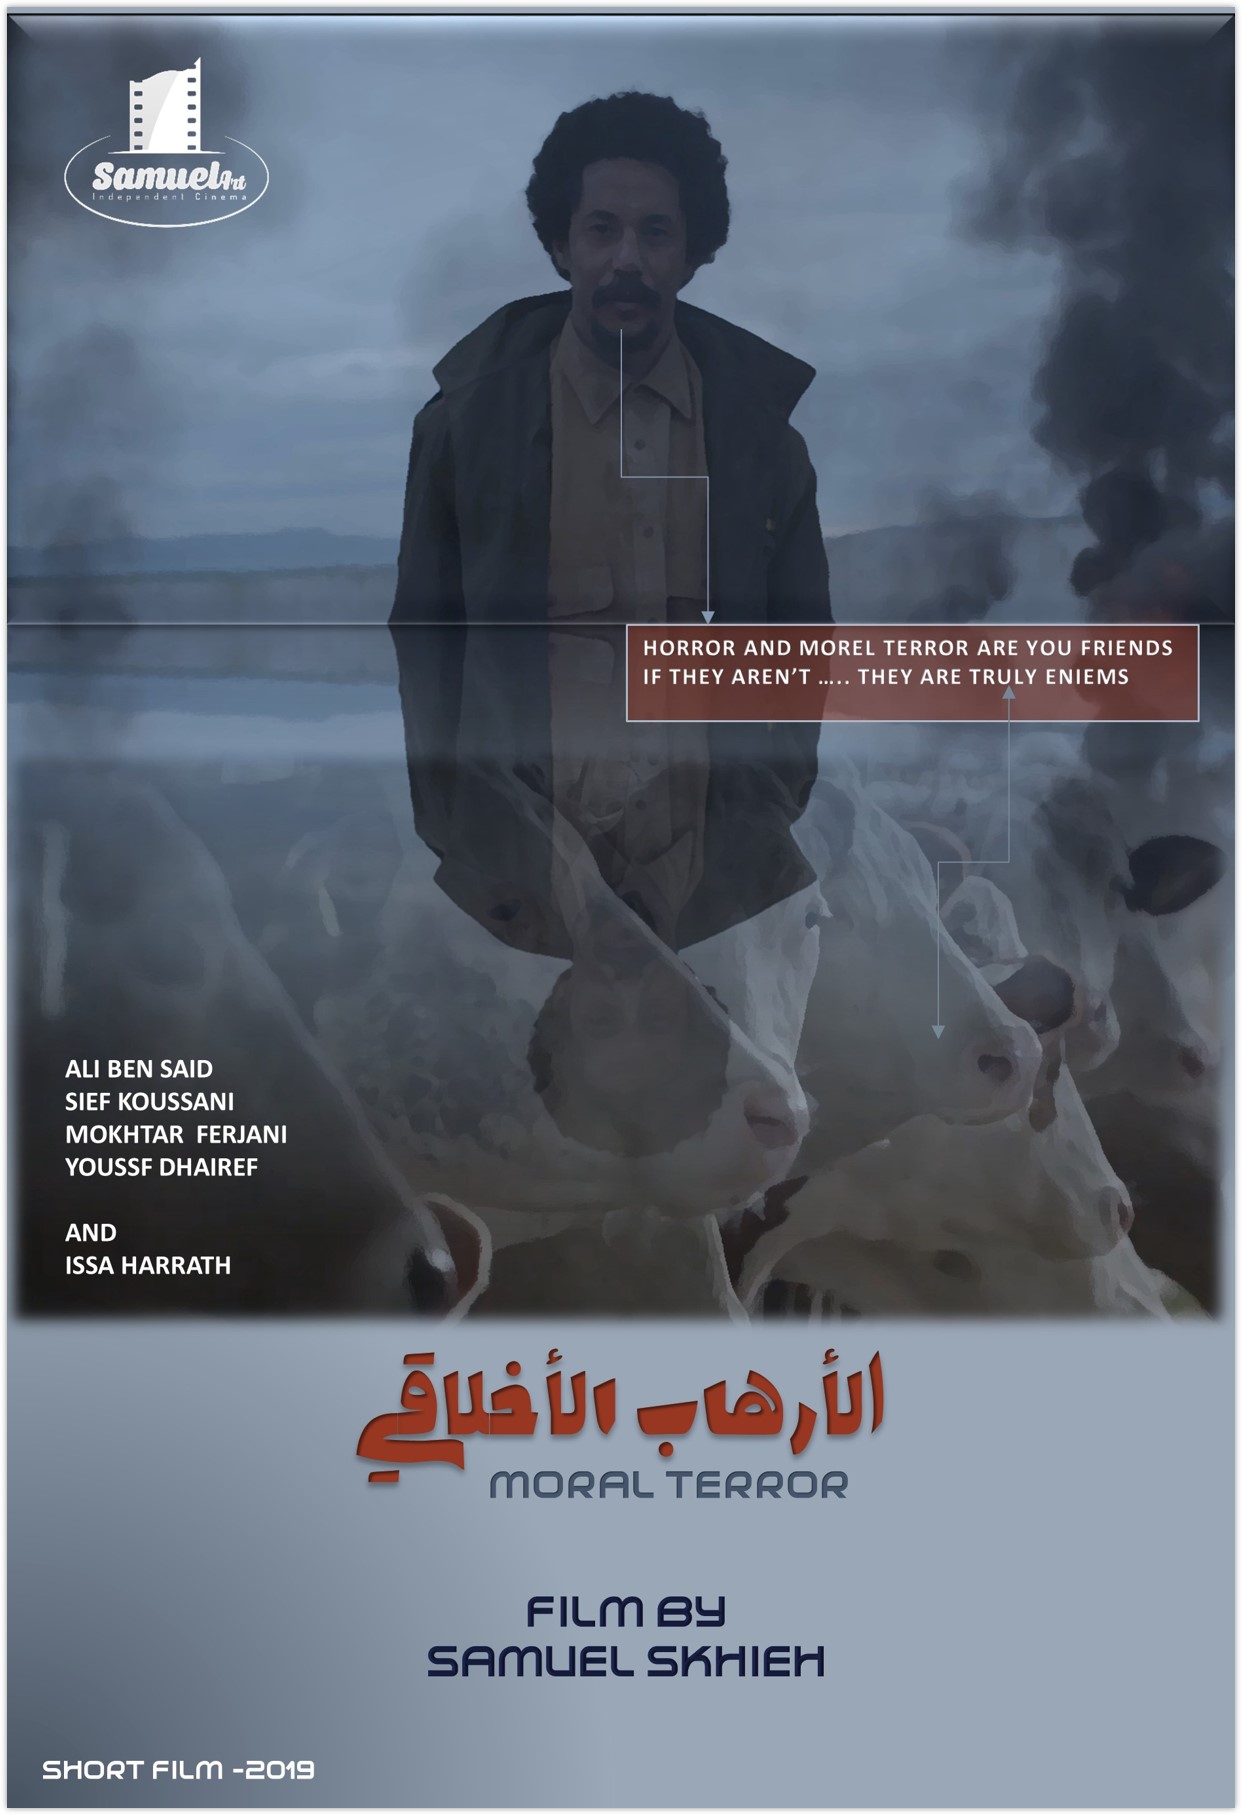 SamuelArt
Independent Cinema
HORROR AND MOREL TERROR ARE YOU FRIENDS
IF THEY AREN'T ..... THEY ARE TRULY ENIEMS
ALI BEN SAID
SIEF KOUSSANI
MOKHTAR FERJANI
YOUSSF DHAIREF
AND
ISSA HARRATH
الأرهاب الأخلاقي
MORAL TERROR
FILM BY
SAMUEL SKHIEH
SHORT FILM -2019